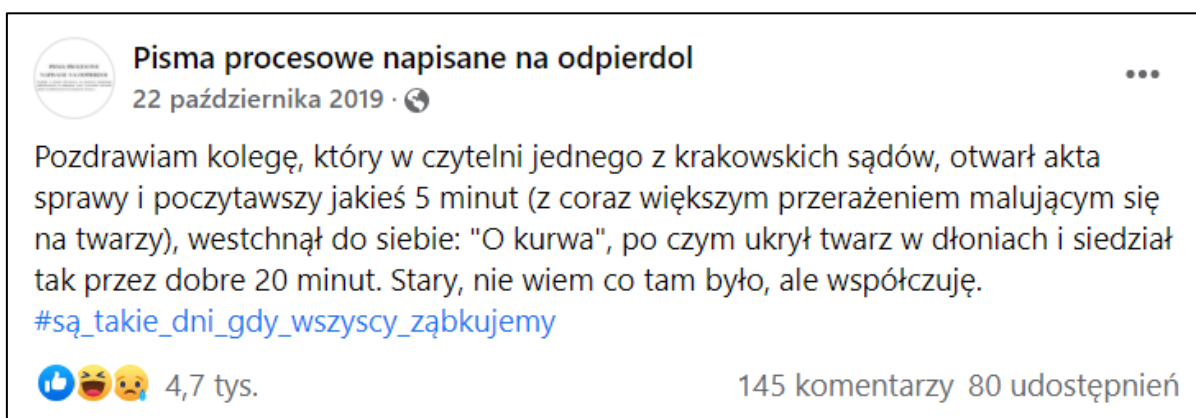 Pisma procesowe napisane na odpierdol
22 października 2019
Pozdrawiam kolegę, który w czytelni jednego z krakowskich sądów, otwarł akta
sprawy i poczytawszy jakieś 5 minut (z coraz większym przerażeniem malującym się
na twarzy), westchnął do siebie: "O kurwa", po czym ukrył twarz w dłoniach i siedział
tak przez dobre 20 minut. Stary, nie wiem co tam było, ale współczuję.
#są_takie_dni_gdy_wszyscy_ząbkujemy
4,7 tys. 145 komentarzy 80 udostępnień